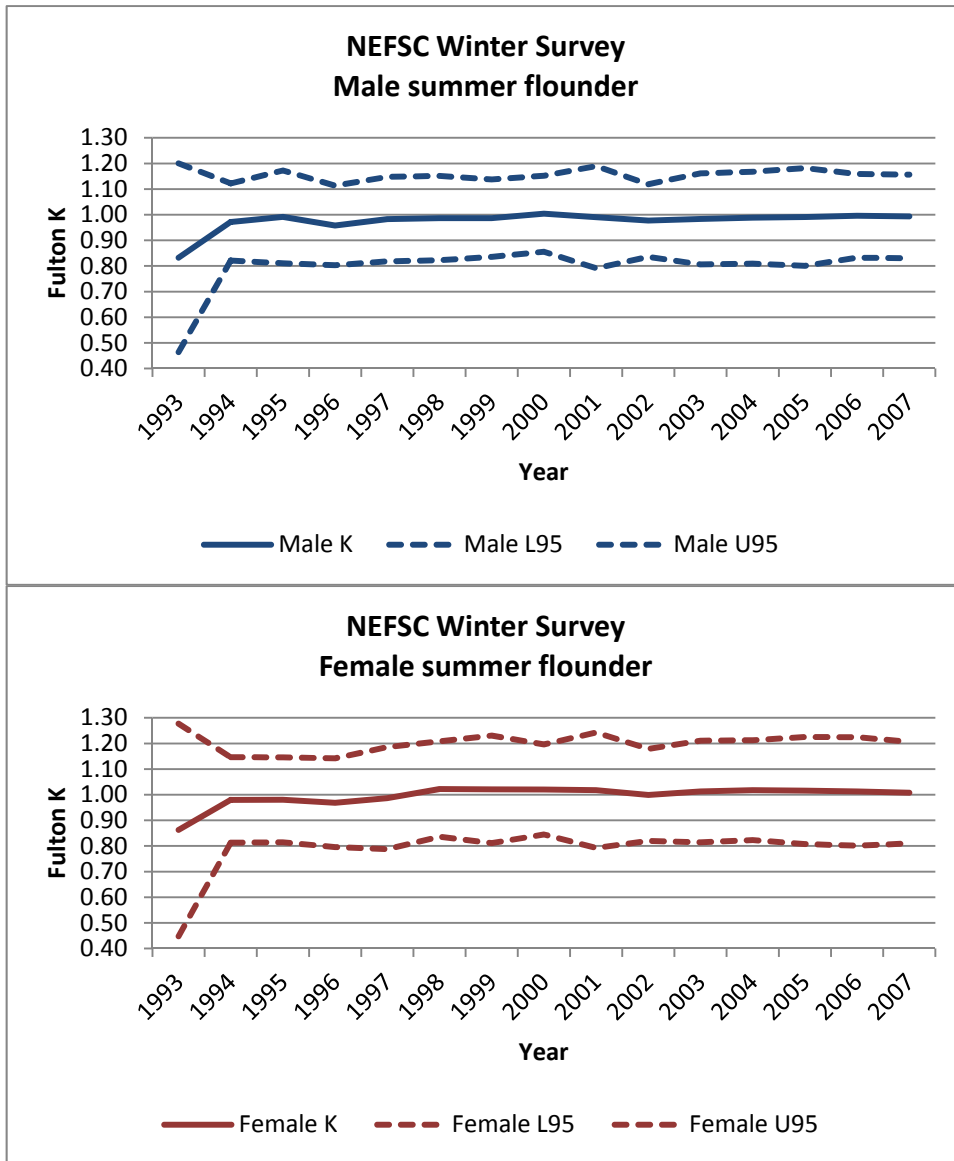 NEFSC Winter Survey
Male summer flounder
Fulton K
1.30
1.20
1.10
1.00
0.90
0.80
0.70
0.60
0.50
0.40
1993 1994 1995 1996 1997 1998 1999 2000 2001 2002 2003 2004 2005 2006 2007
Year
Male K Male L95 Male U95
NEFSC Winter Survey
Female summer flounder
Fulton K
1.30
1.20
1.10
1.00
0.90
0.80
0.70
0.60
0.50
0.40
1993 1994 1995 1996 1997 1998 1999 2000 2001 2002 2003 2004 2005 2006 2007
Year
Female K Female L95 Female U95